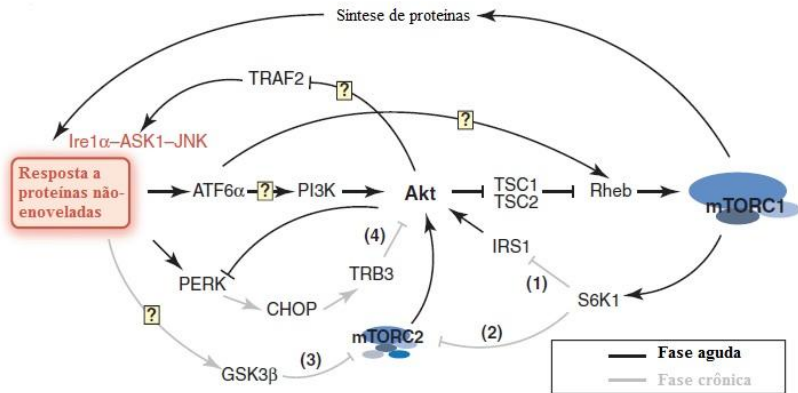 Síntese de proteínas
TRAF2
?
?
Ire1α–ASK1–JNK
Resposta a
proteínas não-
enoveladas
ATF6α
?
PI3K
Akt
TSC1
TSC2
Rheb
mTORC1
(4)
IRS1
PERK
TRB3
(1)
S6K1
CHOP
?
mTORC2
(2)
(3)
GSK3β
Fase aguda
Fase crônica